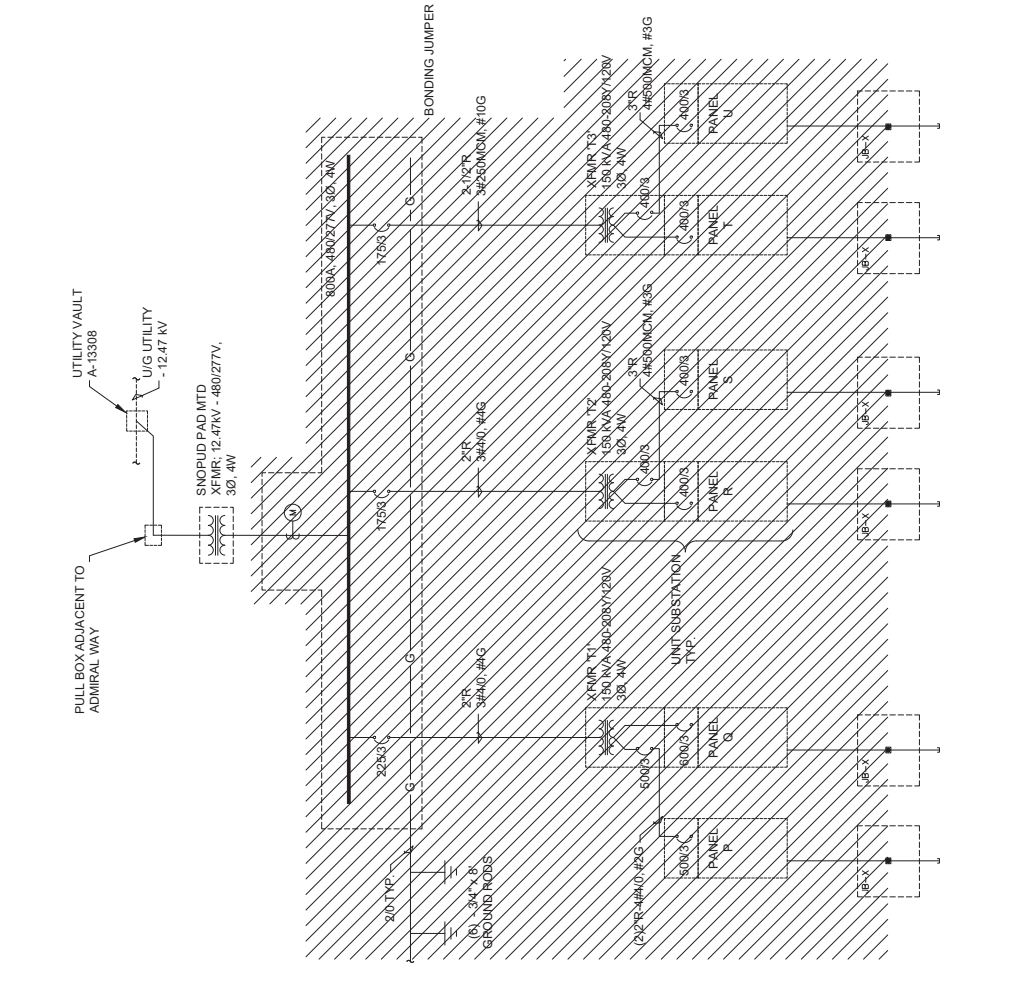 UTILITY VAULT
A-13308
U/G UTILITY
- 12.47 kV
PULL BOX ADJACENT TO
ADMIRAL WAY
SNOPUD PAD MTD
XFMR; 12.47kV - 480/277V,
3Ø, 4W
M
BONDING JUMPER
800A, 480/277V, 3Ø, 4W
225/3
175/3
175/3
G
G
G
G
2/0 TYP.
(6) - 3/4" x 8'
GROUND RODS
2"R
3#4/0, #4G
2"R
3#4/0, #4G
2-1/2"R
3#250MCM, #10G
XFMR 'T1'
150 kVA 480-208Y/120V
3Ø, 4W
XFMR 'T2'
150 kVA 480-208Y/120V
3Ø, 4W
XFMR 'T3'
150 kVA 480-208Y/120V
3Ø, 4W
(2)2"R-4#4/0, #2G
3"R
4#500MCM, #3G
3"R
4#500MCM, #3G
500/3
400/3
400/3
500/3
PANEL
P
600/3
PANEL
Q
400/3
PANEL
R
400/3
PANEL
S
400/3
PANEL
T
400/3
PANEL
U
UNIT SUBSTATION
TYP.
JB-X
JB-X
JB-X
JB-X
JB-X
JB-X